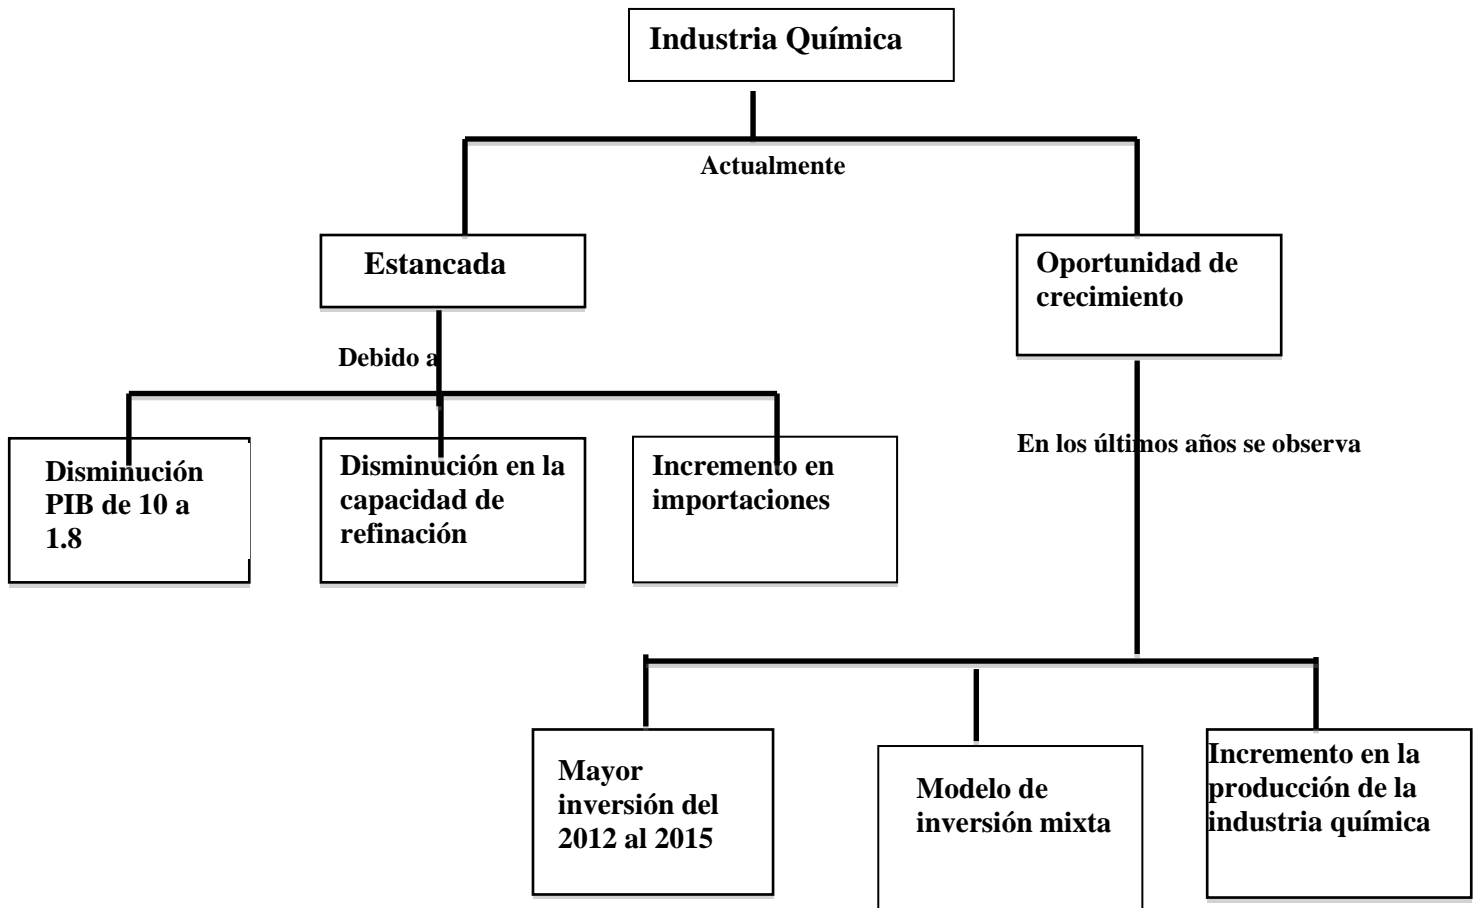 Industria Química
Actualmente
Estancada
Oportunidad de
crecimiento
Debido a
En los últimos años se observa
Disminución
PIB de 10 a
1.8
Disminución en la
capacidad de
refinación
Incremento en
importaciones
Mayor
inversión del
2012 al 2015
Modelo de
inversión mixta
Incremento en la
producción de la
industria química